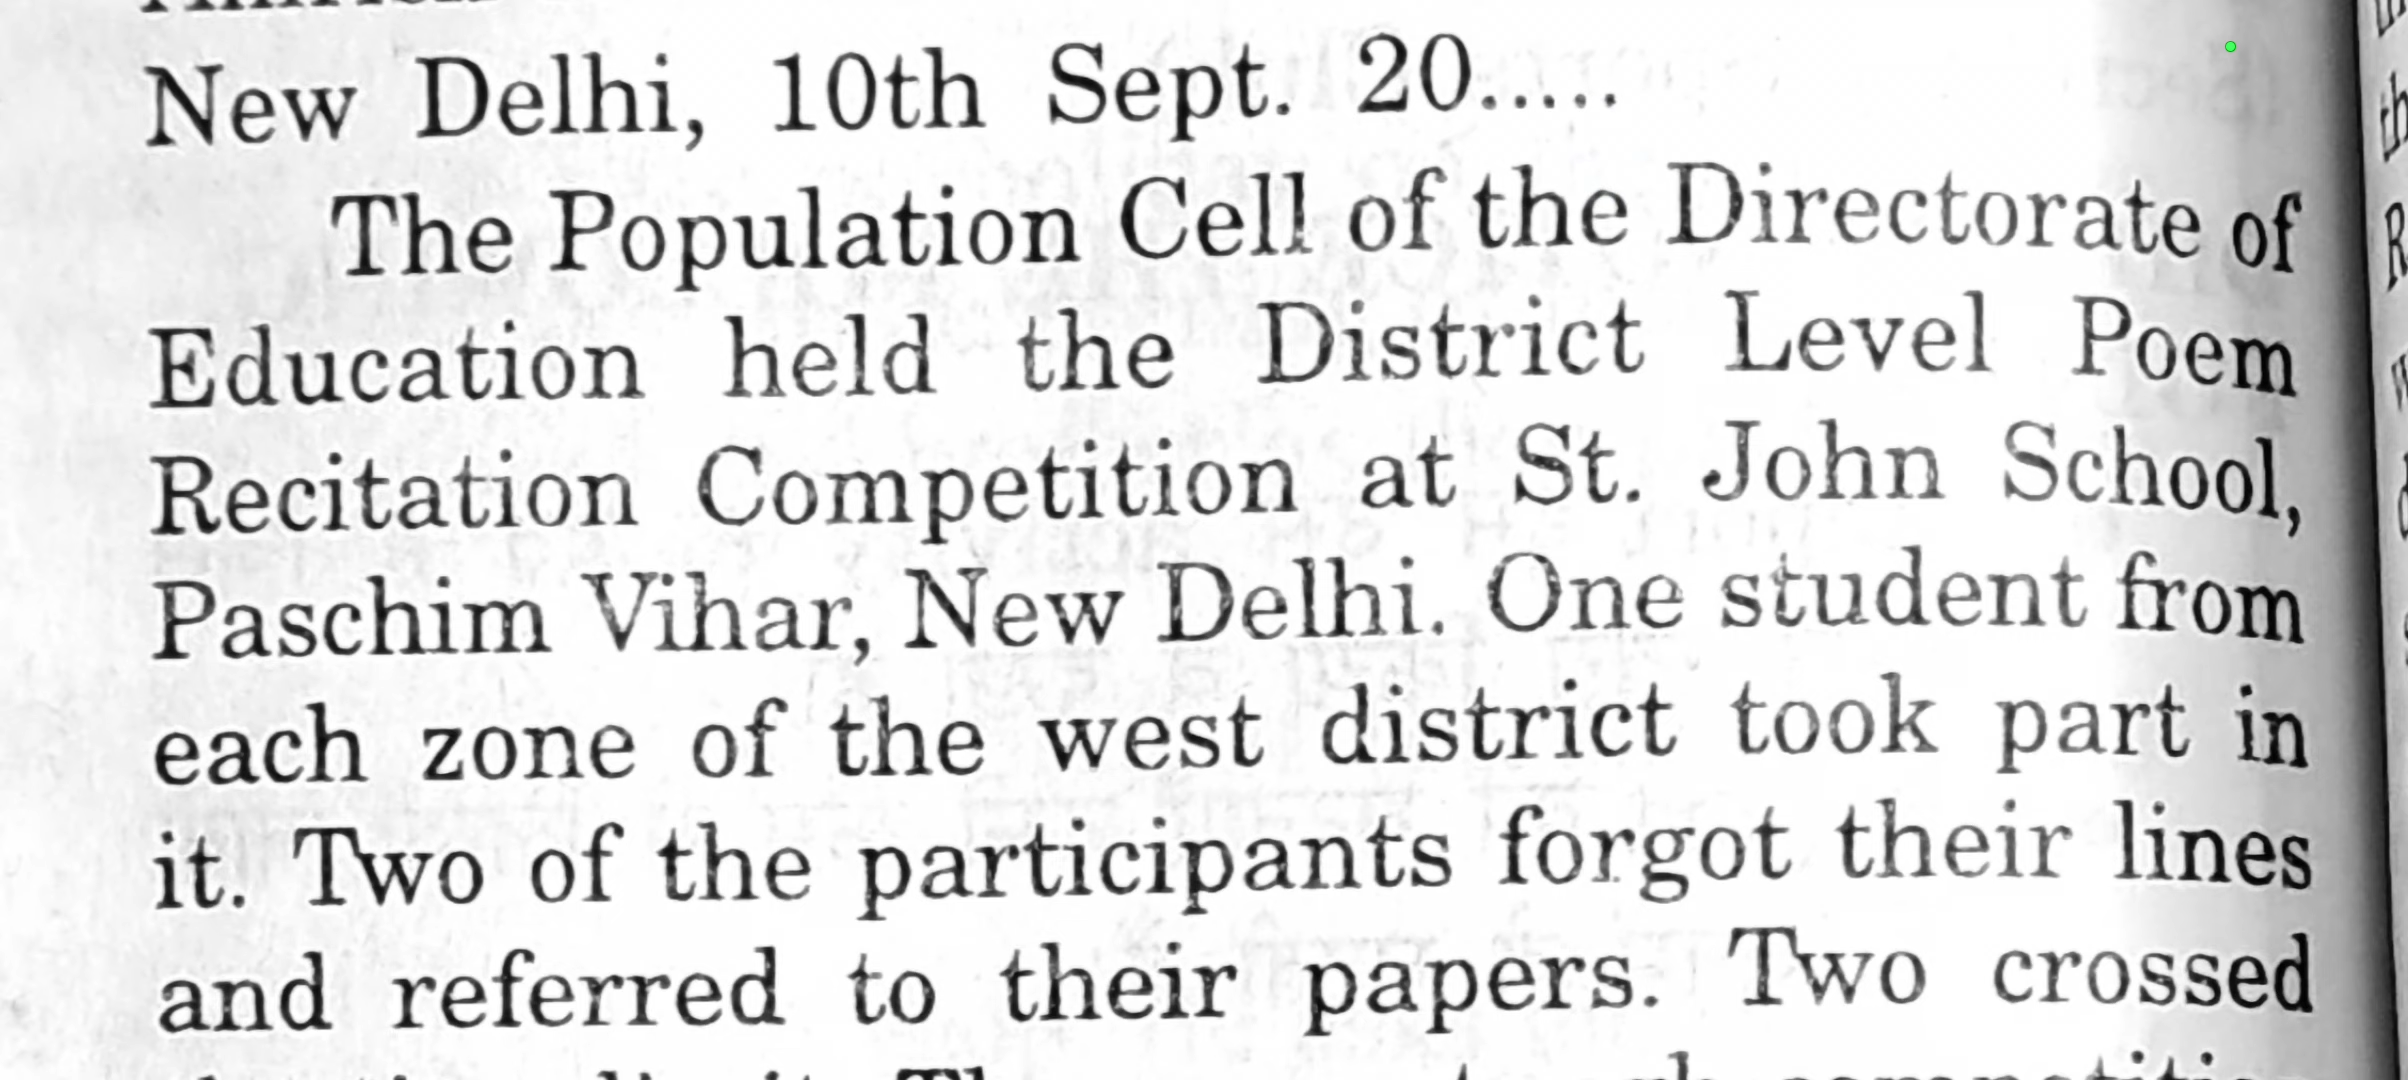 New Delhi, 10th Sept. 20.....
The Population Cell of the Directorate of
Education held the District Level Poem
Recitation Competition at St. John School,
Paschim Vihar, New Delhi. One student from
each zone of the west district took part in
it. Two of the participants forgot their lines
and referred to their papers. Two crossed